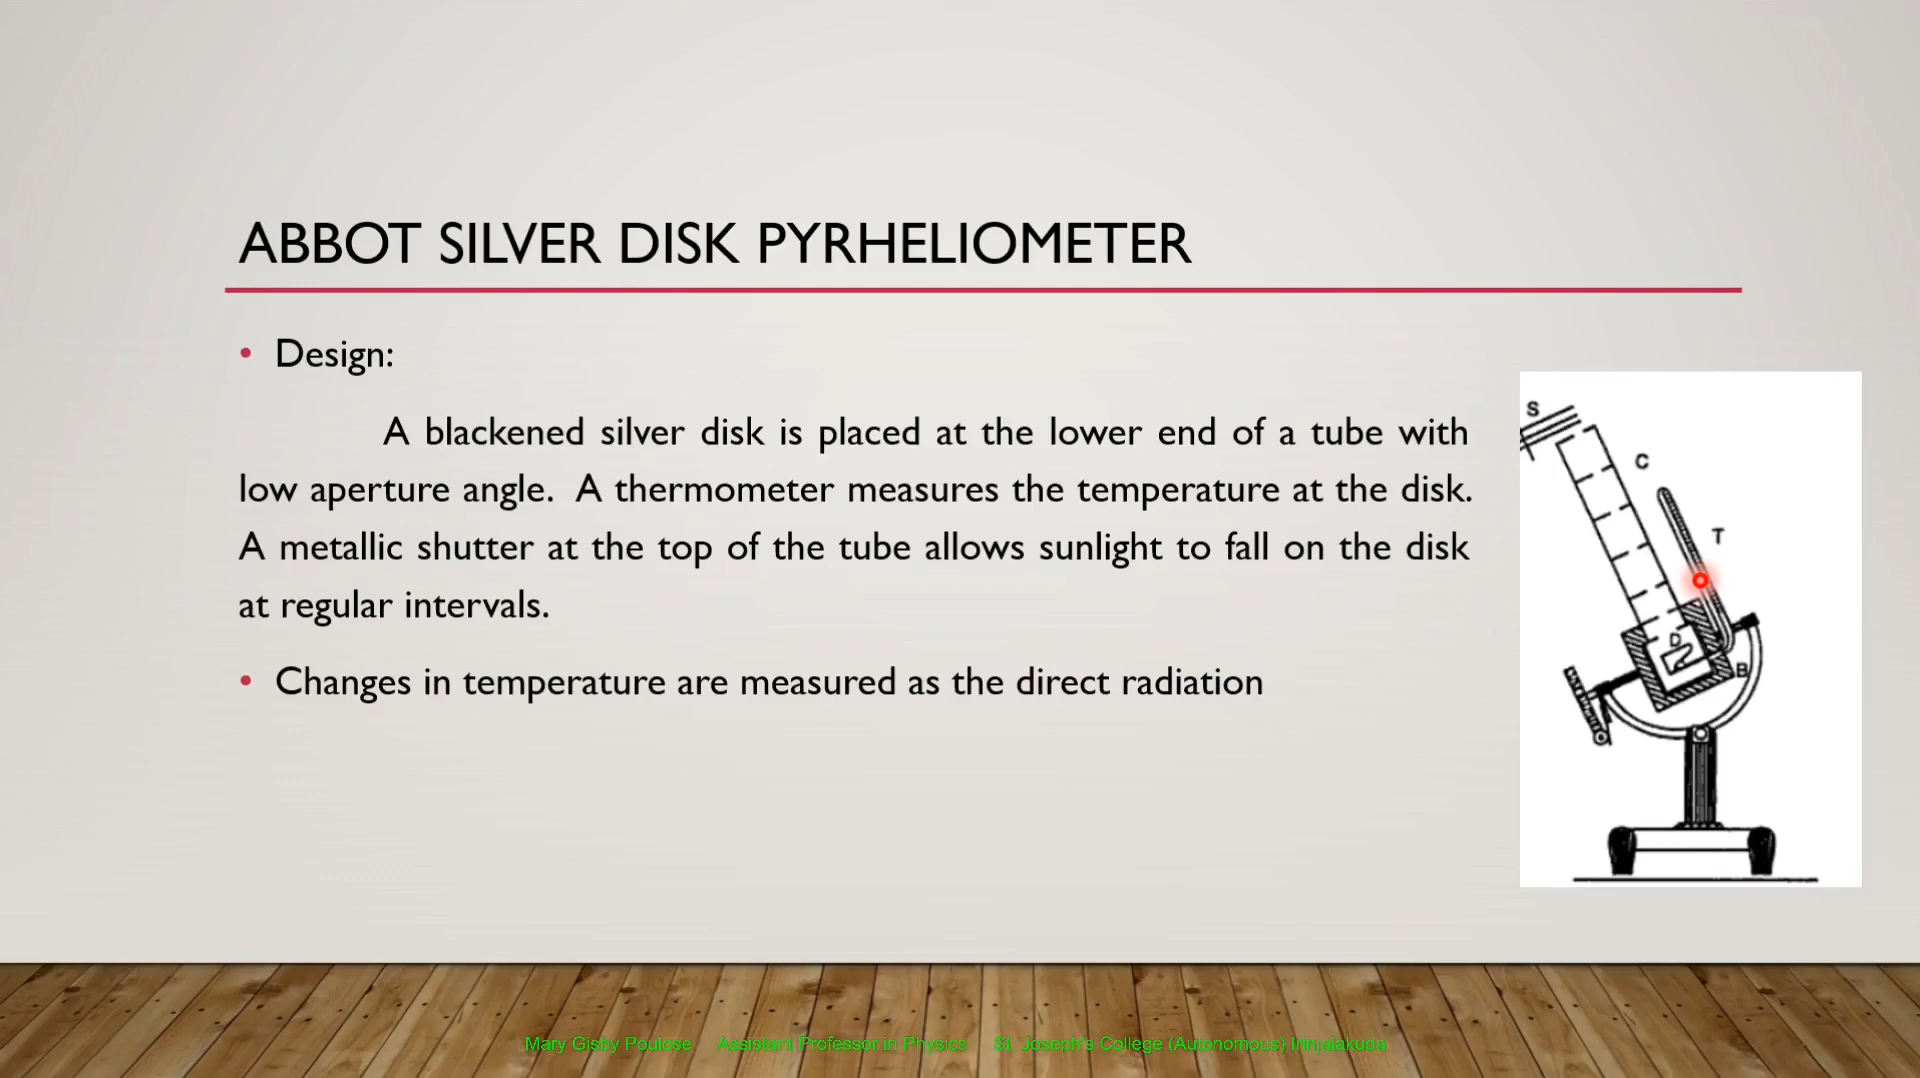 ABBOT SILVER DISK PYRHELIOMETER
• Design:
A blackened silver disk is placed at the lower end of a tube with
low aperture angle. A thermometer measures the temperature at the disk.
A metallic shutter at the top of the tube allows sunlight to fall on the disk
at regular intervals.
• Changes in temperature are measured as the direct radiation
S
C
T
D
B
Mary Gisby Poulose Assistant Professor in Physics St. Joseph's College (Autonomous) Irinjalakuda